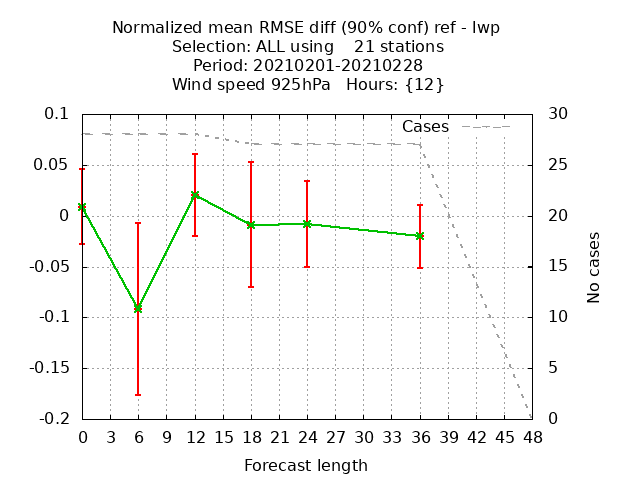 Normalized mean RMSE diff (90% conf) ref - lwp
Selection: ALL using    21 stations
Period: 20210201-20210228
Wind speed 925hPa   Hours: {12}
0.1
0.05
0
-0.05
-0.1
-0.15
-0.2
Cases
30
25
20
15
10
5
0
No cases
0 3 6 9 12 15 18 21 24 27 30 33 36 39 42 45 48
Forecast length